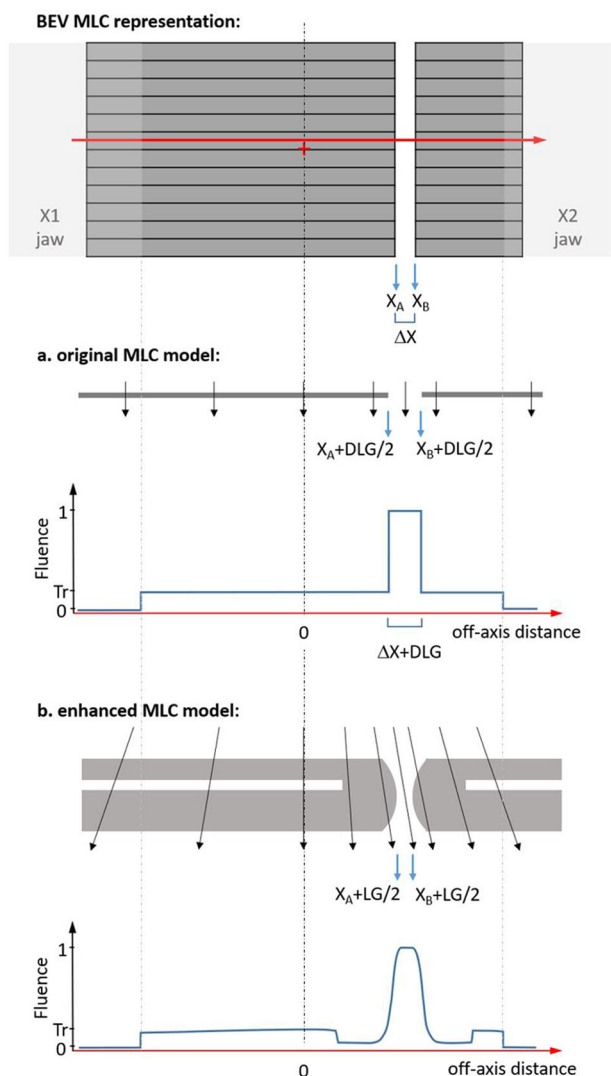 BEV MLC representation:
X1
jaw
X2
jaw
XA XB
ΔX
a. original MLC model:
XA+DLG/2 XB+DLG/2
1
Fluence
Tr
0
0
off-axis distance
ΔX+DLG
b. enhanced MLC model:
XA+LG/2 XB+LG/2
1
Fluence
Tr
0
0
off-axis distance